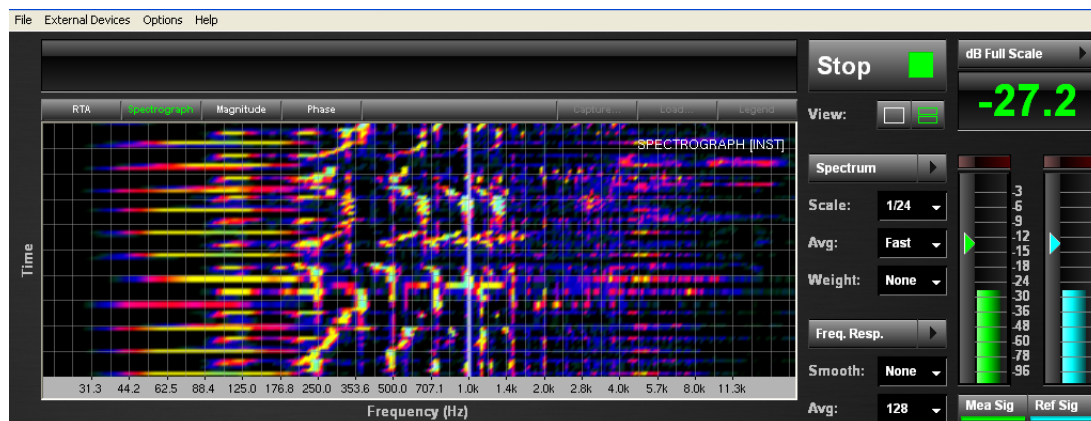 File External Devices Options Help
Stop
dB Full Scale
-27.2
RTA Spectrograph Magnitude Phase Capture... Load... Legend
View:
SPECTROGRAPH [INST]
Spectrum
Scale: 1/24
Avg: Fast
Weight: None
Freq. Resp.
Smooth: None
Avg: 128
-3
-6
-9
-12
-15
-18
-24
-30
-36
-48
-60
-78
-96
Mea Sig Ref Sig
Time
31.3 44.2 62.5 88.4 125.0 176.8 250.0 353.6 500.0 707.1 1.0k 1.4k 2.0k 2.8k 4.0k 5.7k 8.0k 11.3k
Frequency (Hz)